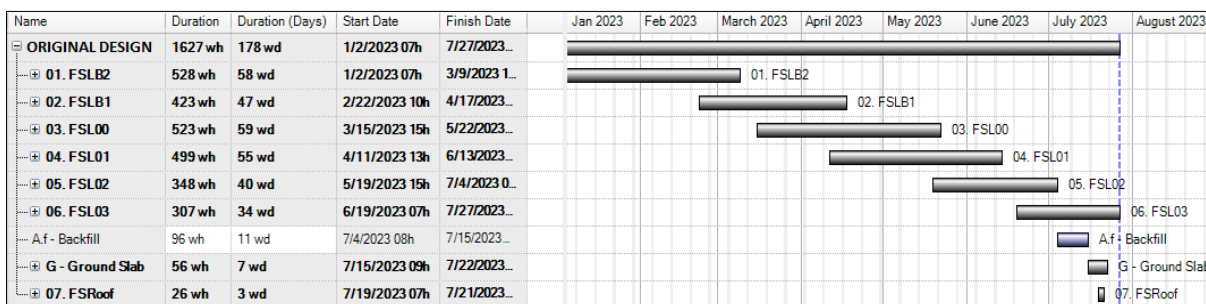 Name Duration Duration (Days) Start Date Finish Date Jan 2023 Feb 2023 March 2023 April 2023 May 2023 June 2023 July 2023 August 2023
ORIGINAL DESIGN 1627 wh 178 wd 1/2/2023 07h 7/27/2023...
01. FSLB2 528 wh 58 wd 1/2/2023 07h 3/9/2023 1... 01. FSLB2
02. FSLB1 423 wh 47 wd 2/22/2023 10h 4/17/2023... 02. FSLB1
03. FSL00 523 wh 59 wd 3/15/2023 15h 5/22/2023... 03. FSL00
04. FSL01 499 wh 55 wd 4/11/2023 13h 6/13/2023... 04. FSL01
05. FSL02 348 wh 40 wd 5/19/2023 15h 7/4/2023 0... 05. FSL02
06. FSL03 307 wh 34 wd 6/19/2023 07h 7/27/2023... 06. FSL03
A.f - Backfill 96 wh 11 wd 7/4/2023 08h 7/15/2023... A.f - Backfill
G - Ground Slab 56 wh 7 wd 7/15/2023 09h 7/22/2023... G - Ground Slab
07. FSRoof 26 wh 3 wd 7/19/2023 07h 7/21/2023... 07. FSRoof